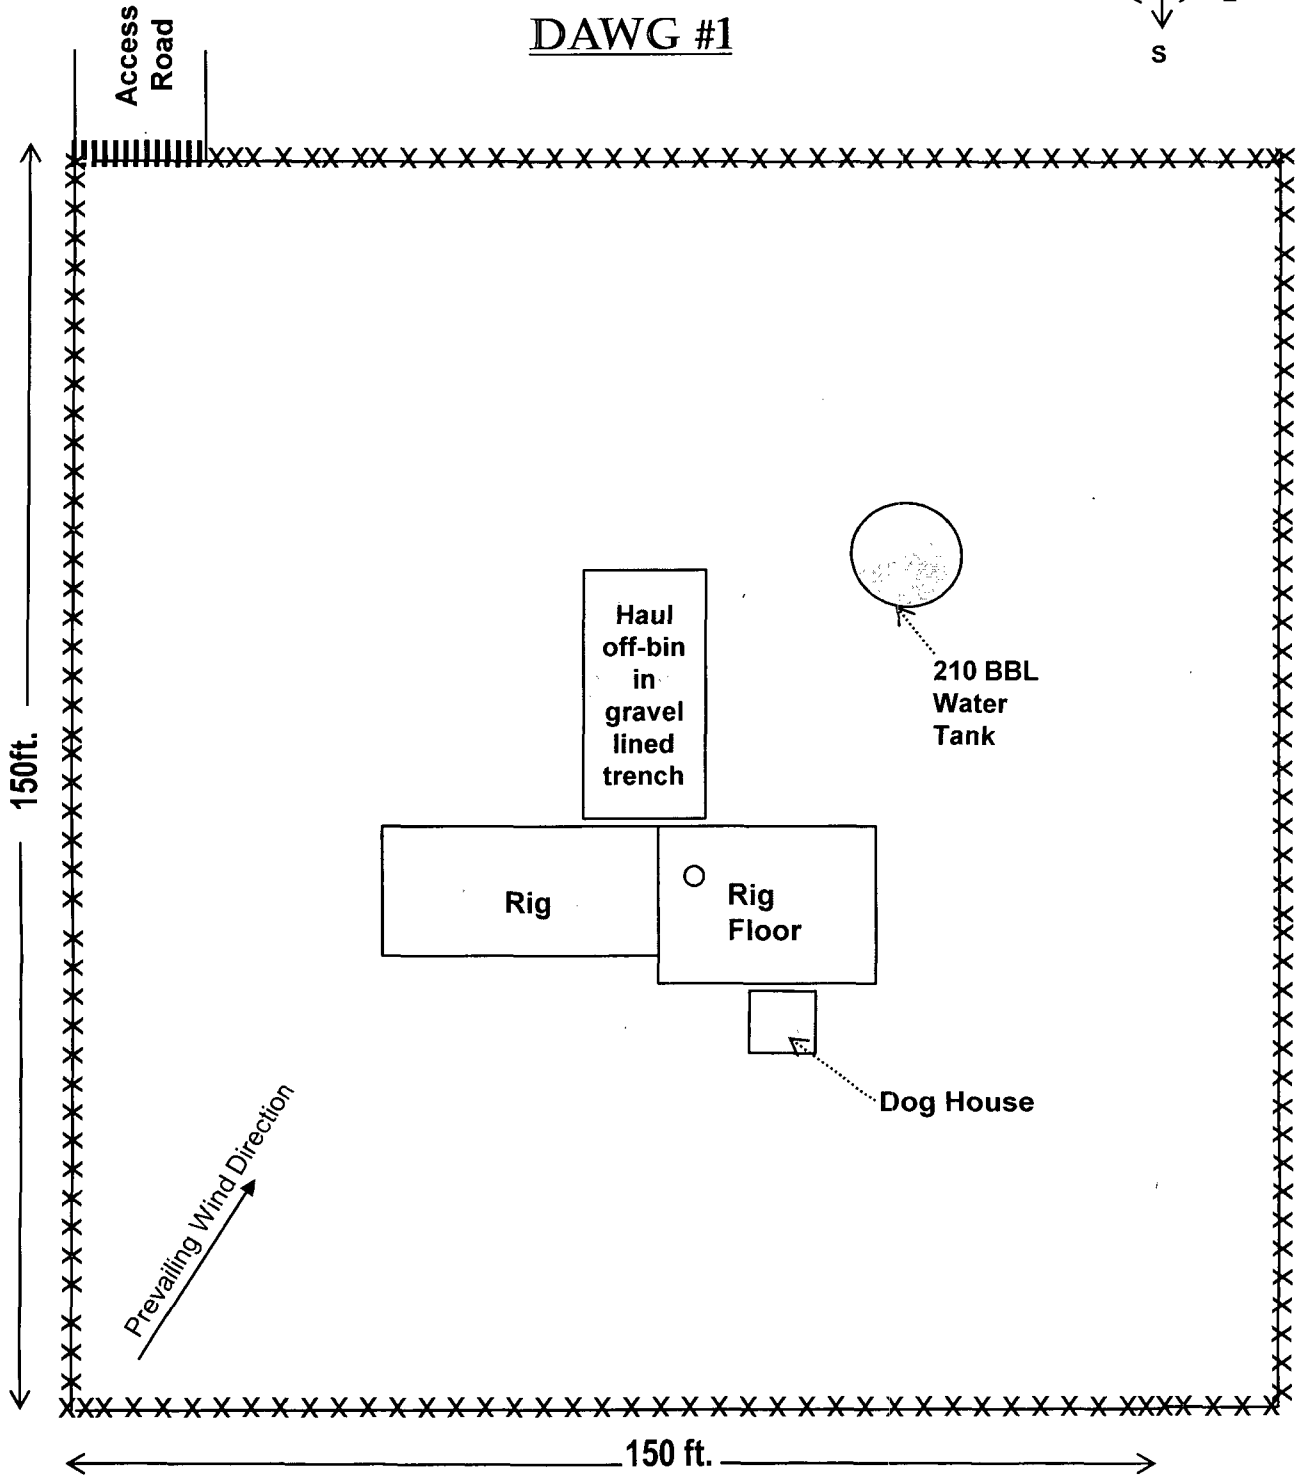 Access
Road
DAWG #1
S
Haul
off-bin
in
gravel
lined
trench
210 BBL
Water
Tank
150ft.
Rig
Rig
Floor
Dog House
Prevailing Wind Direction
150 ft.